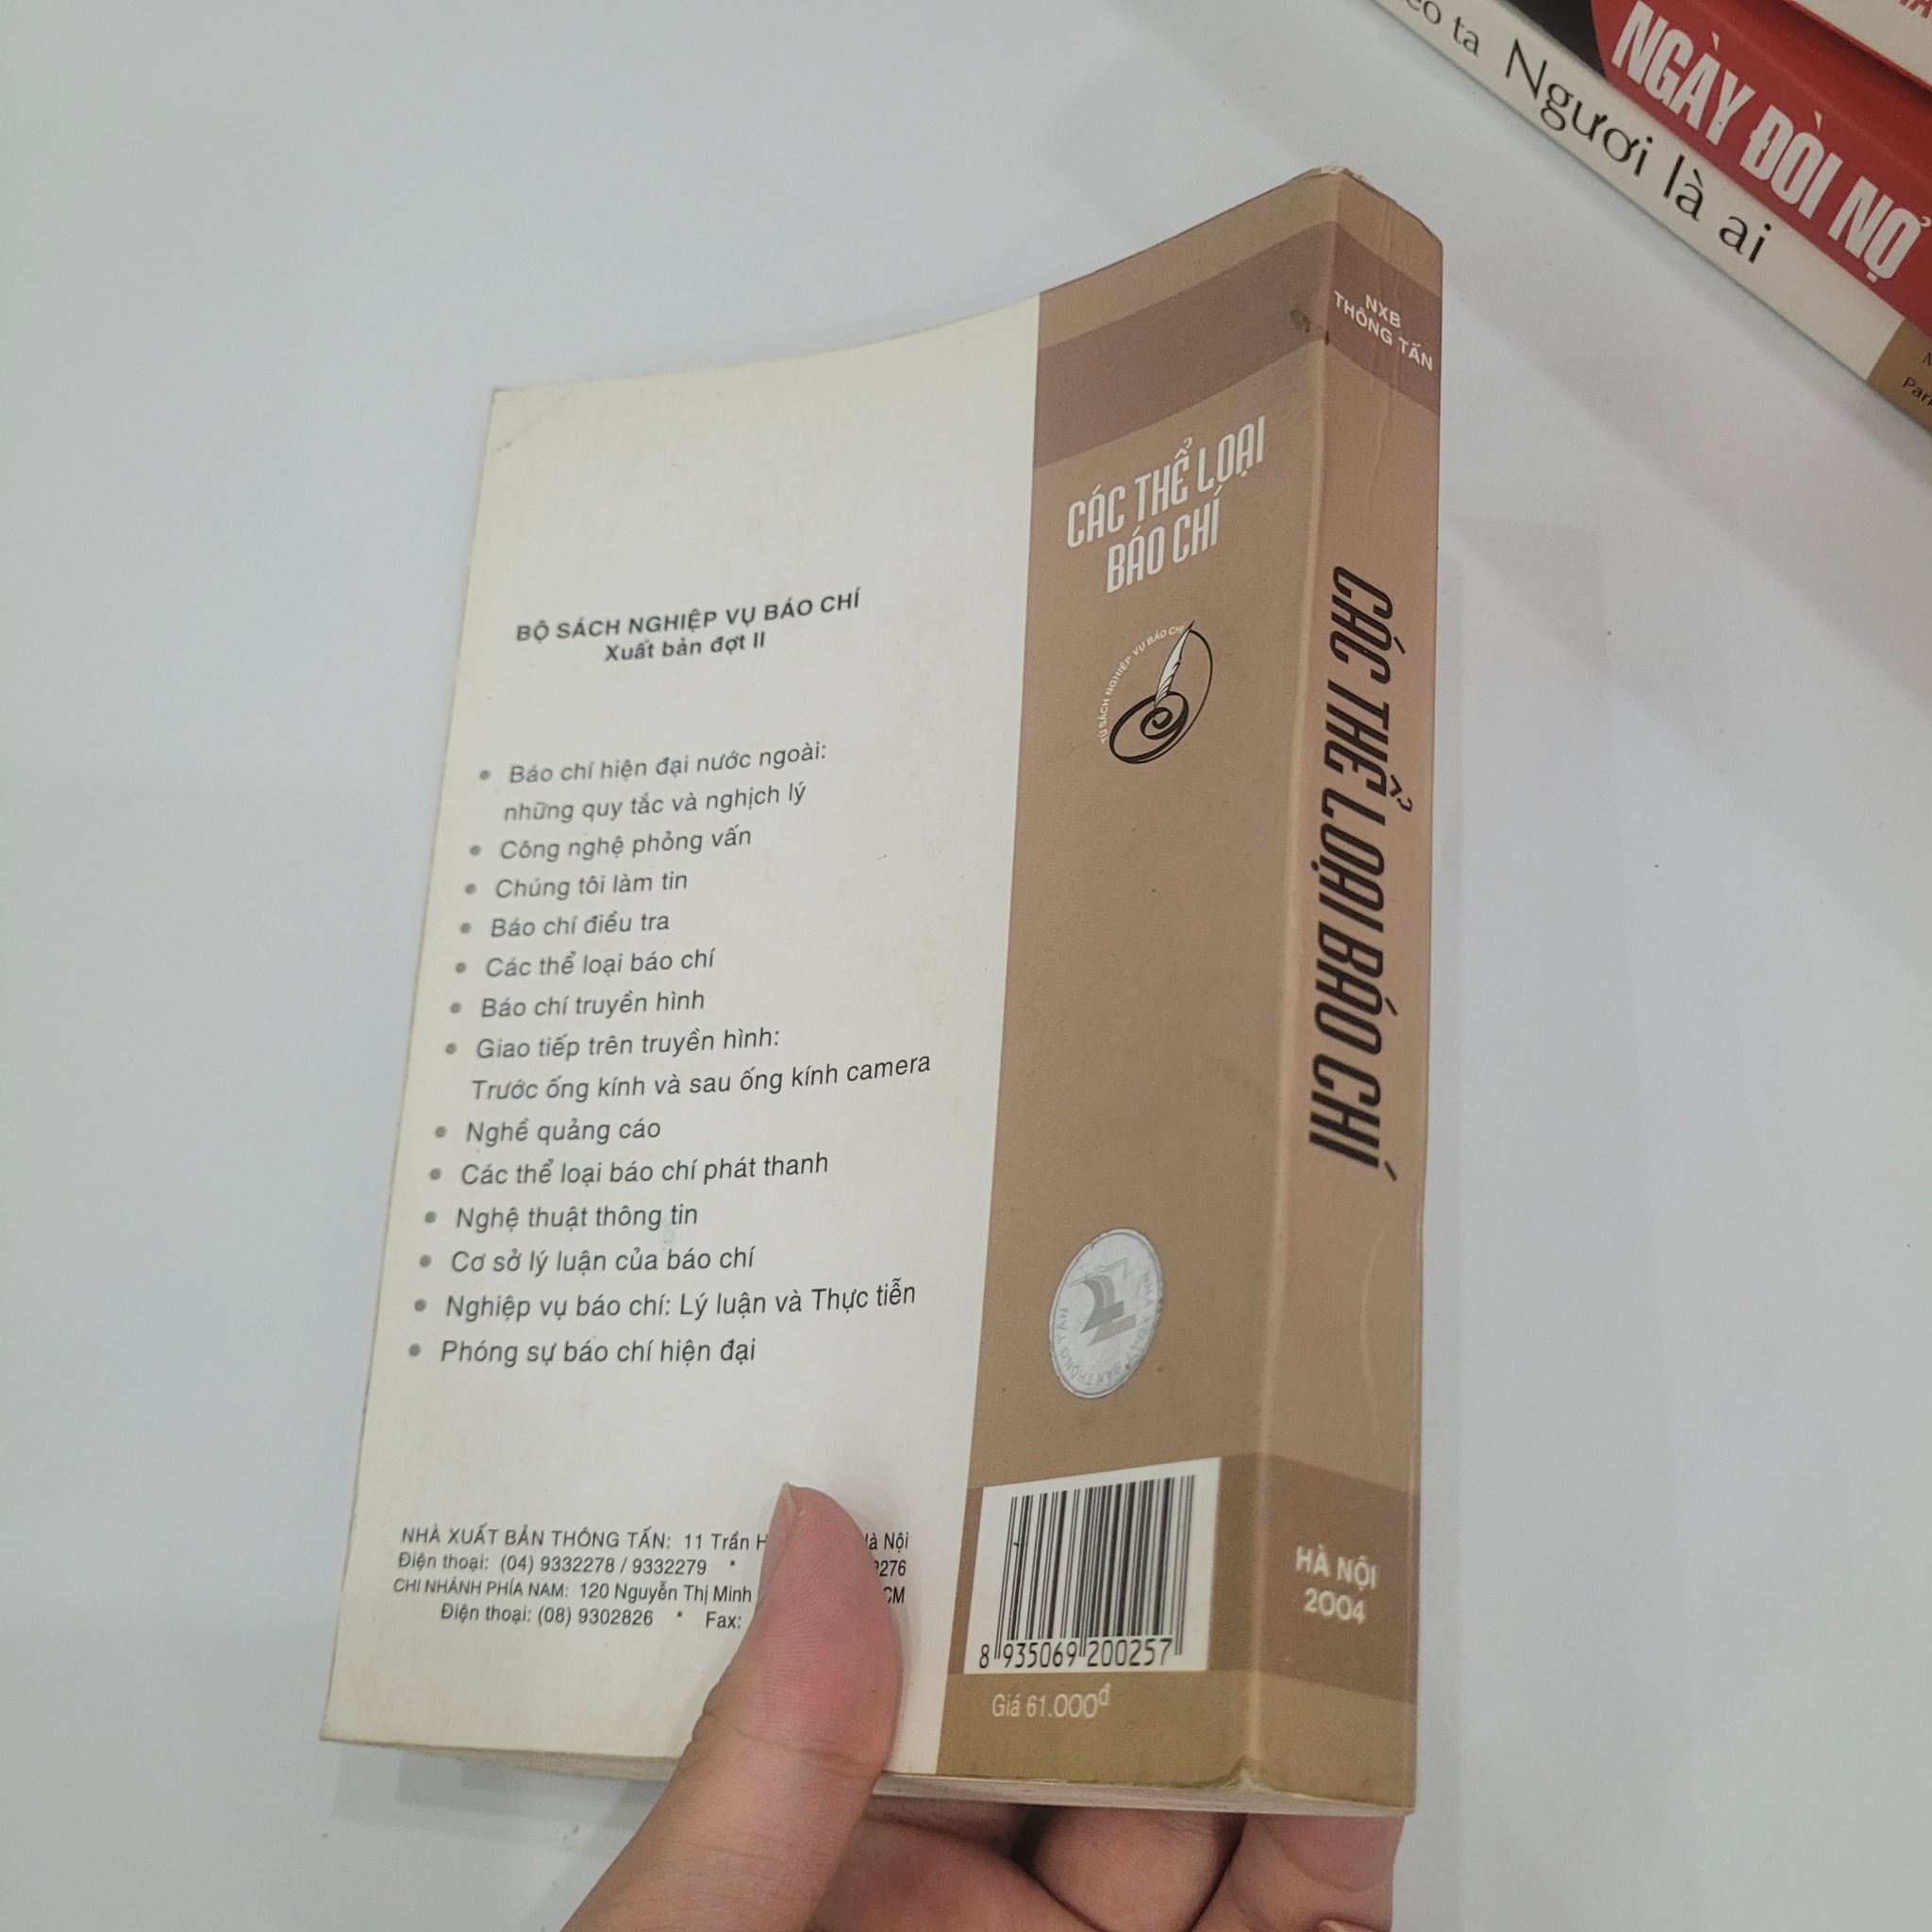 BỘ SÁCH NGHIỆP VỤ BÁO CHÍ
Xuất bản đợt II
• Báo chí hiện đại nước ngoài:
những quy tắc và nghịch lý
• Công nghệ phỏng vấn
• Chúng tôi làm tin
• Báo chí điều tra
• Các thể loại báo chí
• Báo chí truyền hình
• Giao tiếp trên truyền hình:
Trước ống kính và sau ống kính camera
• Nghề quảng cáo
• Các thể loại báo chí phát thanh
• Nghệ thuật thông tin
• Cơ sở lý luận của báo chí
• Nghiệp vụ báo chí: Lý luận và Thực tiễn
• Phóng sự báo chí hiện đại
NHÀ XUẤT BẢN THÔNG TẤN: 11 Trần Nội
Điện thoại: (04) 9332278 / 9332279 * 276
CHI NHÁNH PHÍA NAM: 120 Nguyễn Thị Minh CM
Điện thoại: (08) 9302826 * Fax:
CÁC THỂ LOẠI
BÁO CHÍ
TỦ SÁCH NGHIỆP VỤ BÁO CHÍ
NHÀ XUẤT BẢN THÔNG TẤN
8 935069 200257
Giá 61.000đ
NXB
THÔNG TẤN
CÁC THỂ LOẠI BÁO CHÍ
HÀ NỘI
2004
ta Ngươi là ai
NGÀY ĐÒI NỢ